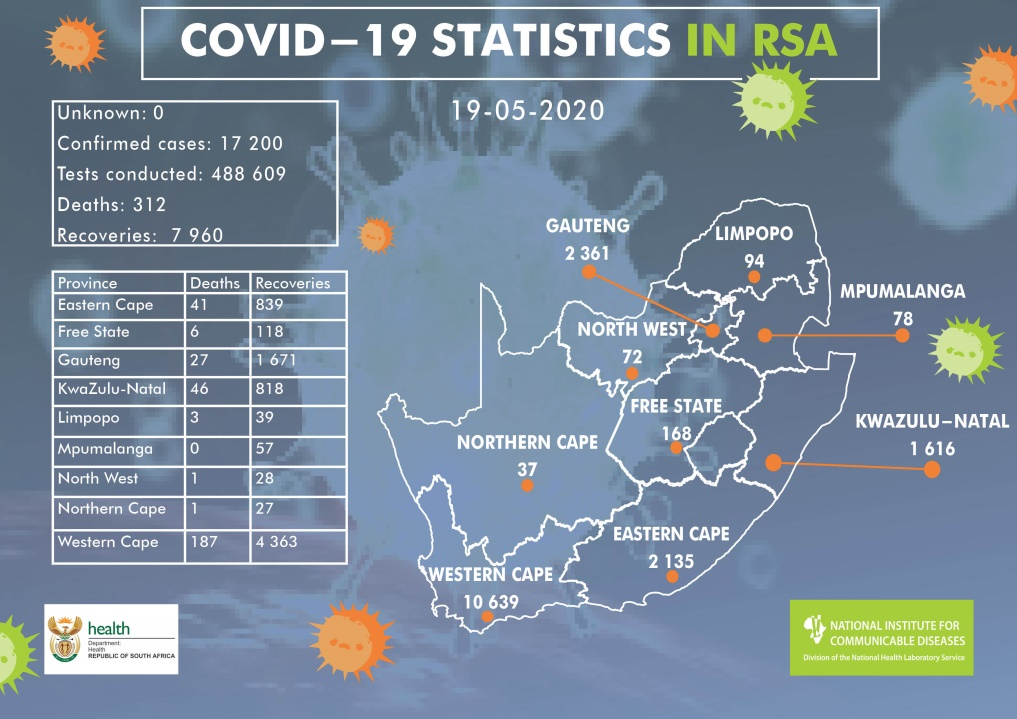 COVID–19 STATISTICS IN RSA
19-05-2020
Unknown: 0
Confirmed cases: 17 200
Tests conducted: 488 609
Deaths: 312
Recoveries: 7 960
Province Deaths Recoveries
Eastern Cape 41 839
Free State 6 118
Gauteng 27 1 671
KwaZulu-Natal 46 818
Limpopo 3 39
Mpumalanga 0 57
North West 1 28
Northern Cape 1 27
Western Cape 187 4 363
GAUTENG
2 361
LIMPOPO
94
MPUMALANGA
78
NORTH WEST
72
FREE STATE
168
KWAZULU–NATAL
1 616
NORTHERN CAPE
37
EASTERN CAPE
2 135
WESTERN CAPE
10 639
health
Department:
Health
REPUBLIC OF SOUTH AFRICA
NATIONAL INSTITUTE FOR
COMMUNICABLE DISEASES
Division of the National Health Laboratory Service